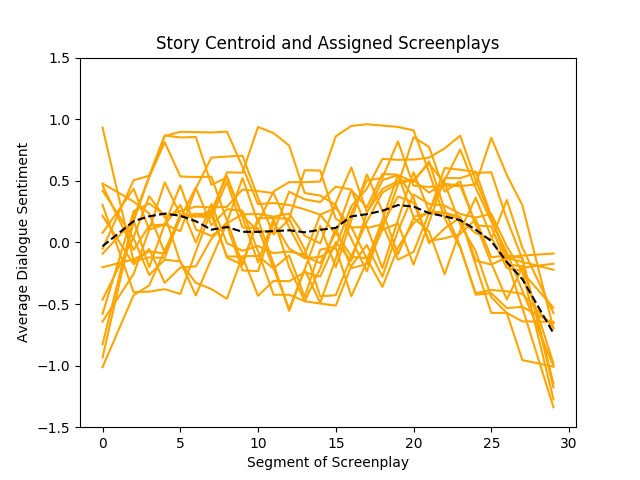 Story Centroid and Assigned Screenplays
1.5
1.0
0.5
0.0
−0.5
−1.0
−1.5
Average Dialogue Sentiment
0 5 10 15 20 25 30
Segment of Screenplay